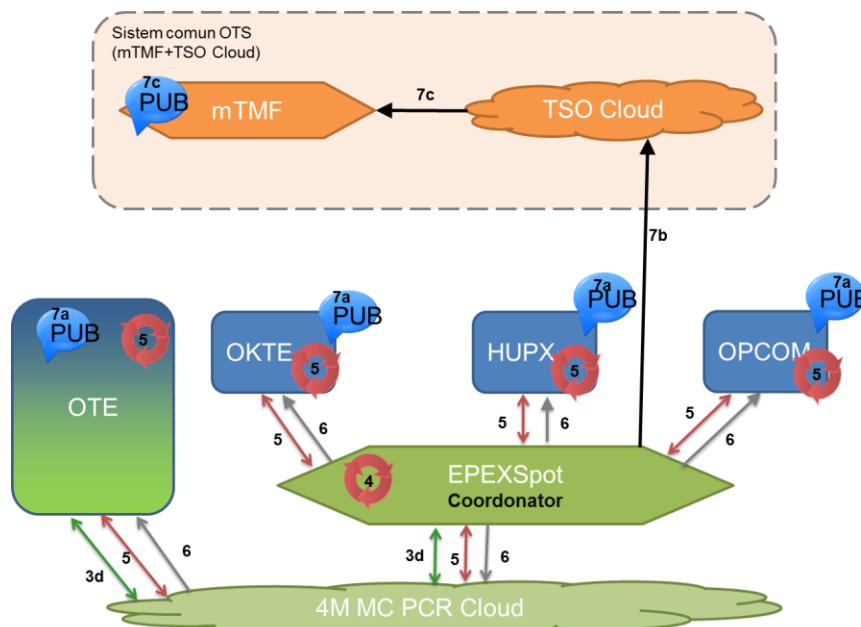 Sistem comun OTS
(mTMF+TSO Cloud)
7c
PUB
mTMF
7c
TSO Cloud
7b
7a
PUB
5
OTE
7a
PUB
OKTE
5
7a
PUB
HUPX
5
7a
PUB
OPCOM
5
5
6
5
6
5
6
4
EPEXSpot
Coordonator
3d
5
6
3d
5
6
4M MC PCR Cloud